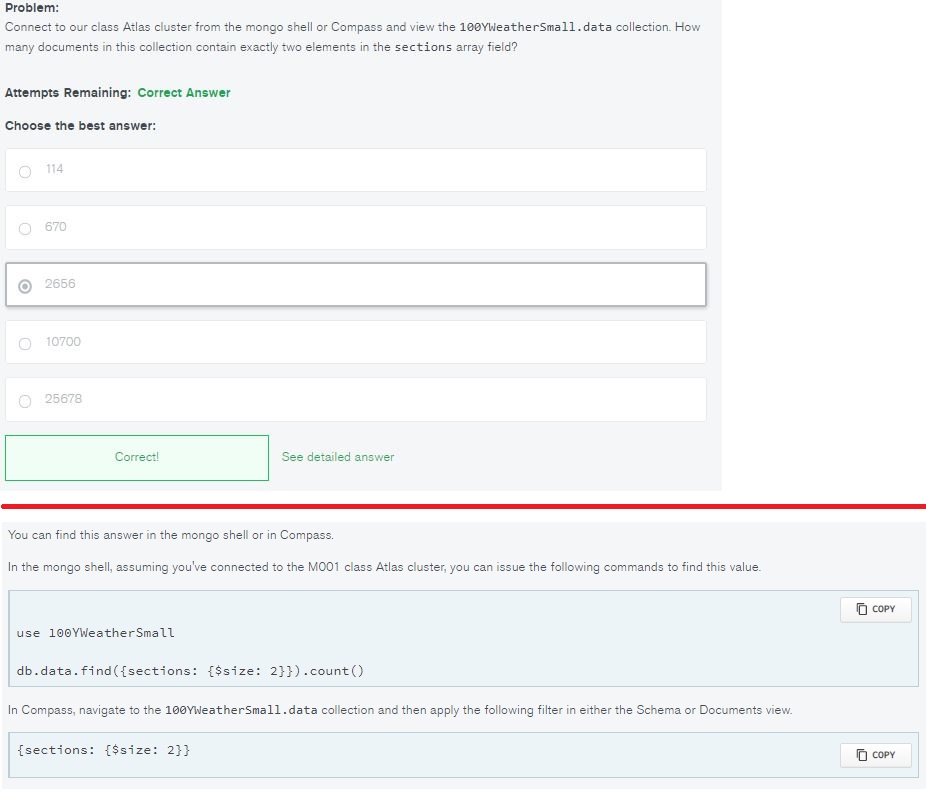 Problem:
Connect to our class Atlas cluster from the mongo shell or Compass and view the 100YWeatherSmall.data collection. How
many documents in this collection contain exactly two elements in the sections array field?
Attempts Remaining: Correct Answer
Choose the best answer:
114
670
2656
10700
25678
Correct! See detailed answer
You can find this answer in the mongo shell or in Compass.
In the mongo shell, assuming you've connected to the M001 class Atlas cluster, you can issue the following commands to find this value.
COPY
use 100YWeatherSmall
db.data.find({sections: {$size: 2}}).count()
In Compass, navigate to the 100YWeatherSmall.data collection and then apply the following filter in either the Schema or Documents view.
{sections: {$size: 2}}
COPY